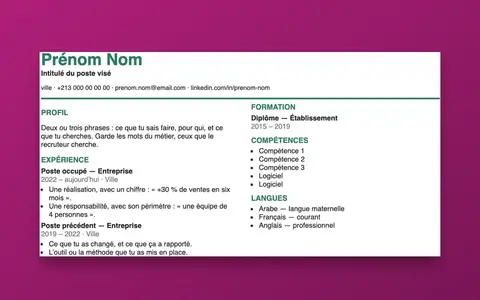 Prénom Nom
Intitulé du poste visé
ville · +213 000 00 00 00 · prenom.nom@email.com · linkedin.com/in/prenom-nom
PROFIL
Deux ou trois phrases : ce que tu sais faire, pour qui, et ce
que tu cherches. Garde les mots du métier, ceux que le
recruteur cherche.
EXPÉRIENCE
Poste occupé — Entreprise
2022 – aujourd'hui · Ville
• Une réalisation, avec un chiffre : « +30 % de ventes en six
mois ».
• Une responsabilité, avec son périmètre : « une équipe de
4 personnes ».
Poste précédent — Entreprise
2019 – 2022 · Ville
• Ce que tu as changé, et ce que ça a rapporté.
• L'outil ou la méthode que tu as mis en place.
FORMATION
Diplôme — Établissement
2015 – 2019
COMPÉTENCES
• Compétence 1
• Compétence 2
• Compétence 3
• Logiciel
• Logiciel
LANGUES
• Arabe — langue maternelle
• Français — courant
• Anglais — professionnel